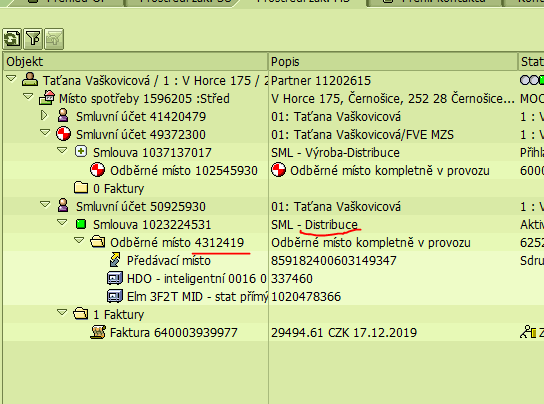 Objekt Popis Stat
Taťana Vaškovicová / 1 : V Horce 175 / 2 Partner 11202615
Místo spotřeby 1596205 :Střed V Horce 175, Černošice, 252 28 Černošice... MOC
Smluvní účet 41420479 01: Taťana Vaškovicová 1 : V
Smluvní účet 49372300 01: Taťana Vaškovicová/FVE MZS 1 : V
Smlouva 1037137017 SML - Výroba-Distribuce Přihl
Odběrné místo 102545930 Odběrné místo kompletně v provozu 6000
0 Faktury
Smluvní účet 50925930 01: Taťana Vaškovicová 1 : V
Smlouva 1023224531 SML - Distribuce Aktiv
Odběrné místo 4312419 Odběrné místo kompletně v provozu 6252
Předávací místo 859182400603149347 Sdru
HDO - inteligentní 0016 0 337460
Elm 3F2T MID - stat přímý 1020478366
1 Faktury
Faktura 640003939977 29494.61 CZK 17.12.2019 Z